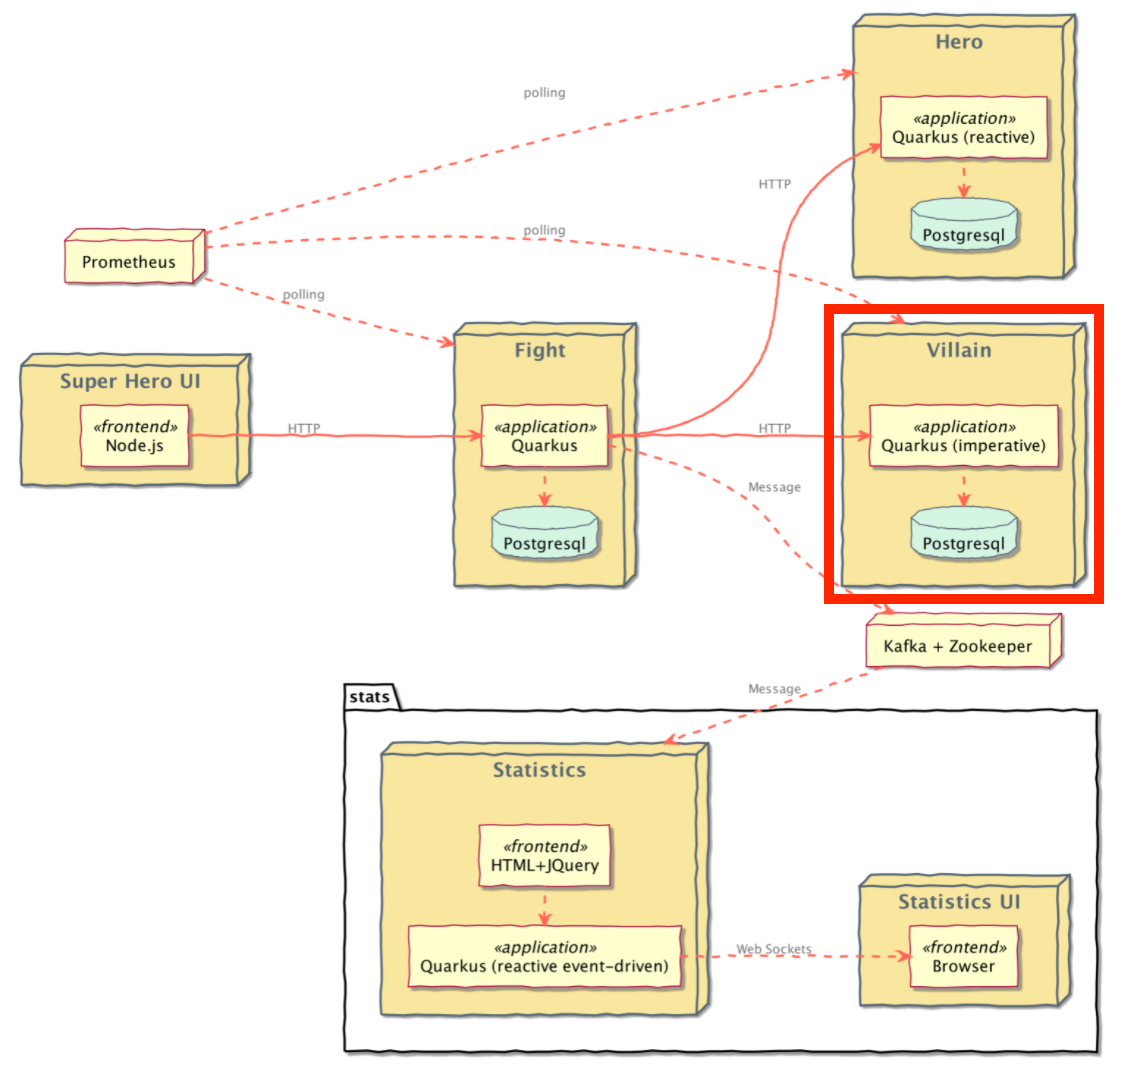 Hero
polling
«application»
Quarkus (reactive)
HTTP
Postgresql
polling
Prometheus
polling
Super Hero UI
«frontend»
Node.js
HTTP
Fight
«application»
Quarkus
Postgresql
HTTP
Message
Villain
«application»
Quarkus (imperative)
Postgresql
Kafka + Zookeeper
Message
stats
Statistics
«frontend»
HTML+JQuery
«application»
Quarkus (reactive event-driven)
Web Sockets
Statistics UI
«frontend»
Browser